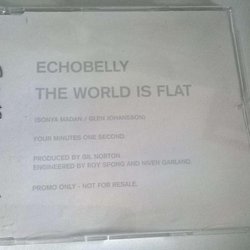 ECHOBELLY
THE WORLD IS FLAT
(SONYA MADAN / GLEN JOHANSSON)
FOUR MINUTES ONE SECOND
PRODUCED BY GIL NORTON.
ENGINEERED BY ROY SPONG AND NIVEN GARLAND.
PROMO ONLY - NOT FOR RESALE.